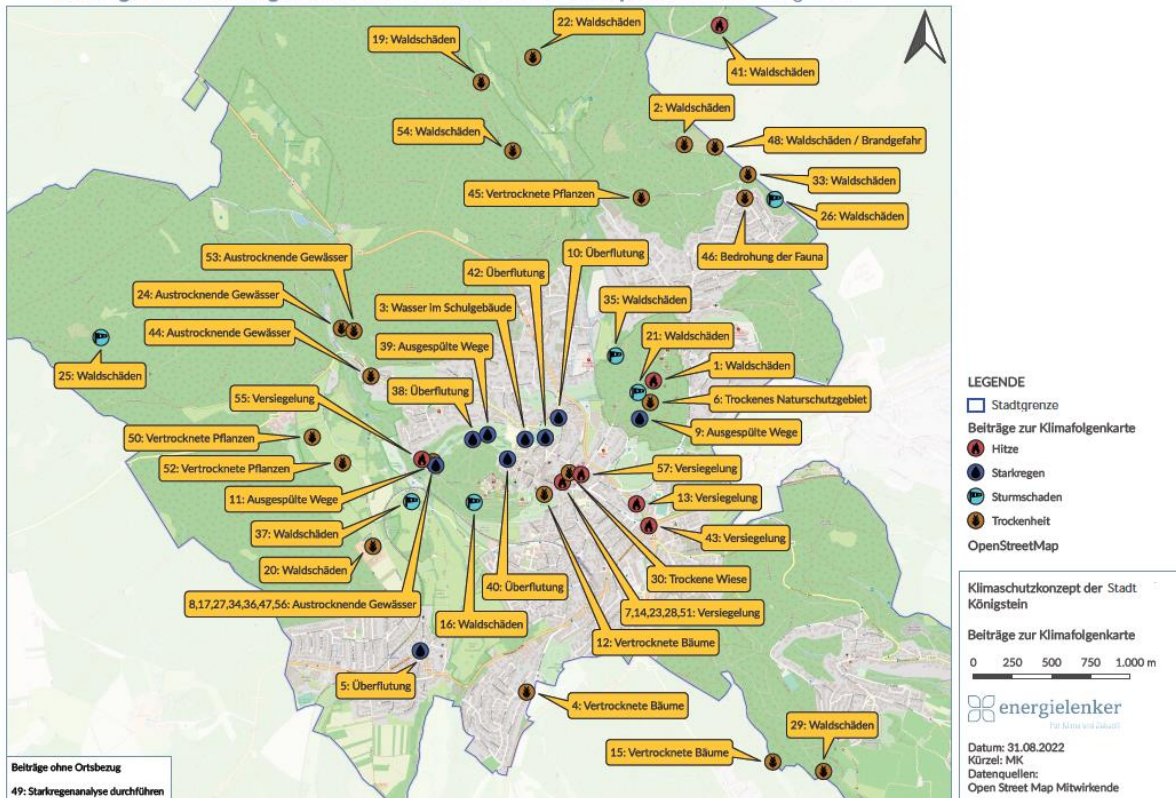 22: Waldschäden
19: Waldschäden
41: Waldschäden
2: Waldschäden
54: Waldschäden
48: Waldschäden / Brandgefahr
33: Waldschäden
45: Vertrocknete Pflanzen
26: Waldschäden
10: Überflutung
46: Bedrohung der Fauna
53: Austrocknende Gewässer
42: Überflutung
24: Austrocknende Gewässer
3: Wasser im Schulgebäude
35: Waldschäden
44: Austrocknende Gewässer
21: Waldschäden
39: Ausgespülte Wege
1: Waldschäden
25: Waldschäden
38: Überflutung
55: Versiegelung
6: Trockenes Naturschutzgebiet
9: Ausgespülte Wege
50: Vertrocknete Pflanzen
52: Vertrocknete Pflanzen
57: Versiegelung
11: Ausgespülte Wege
13: Versiegelung
37: Waldschäden
43: Versiegelung
20: Waldschäden
40: Überflutung
30: Trockene Wiese
8,17,27,34,36,47,56: Austrocknende Gewässer
16: Waldschäden
7,14,23,28,51: Versiegelung
12: Vertrocknete Bäume
5: Überflutung
4: Vertrocknete Bäume
29: Waldschäden
15: Vertrocknete Bäume
Beiträge ohne Ortsbezug
49: Starkregenanalyse durchführen
LEGENDE
Stadtgrenze
Beiträge zur Klimafolgenkarte
Hitze
Starkregen
Sturmschaden
Trockenheit
OpenStreetMap
Klimaschutzkonzept der Stadt
Königstein
Beiträge zur Klimafolgenkarte
0 250 500 750 1.000 m
energielenker
Datum: 31.08.2022
Kürzel: MK
Datenquellen:
Open Street Map Mitwirkende